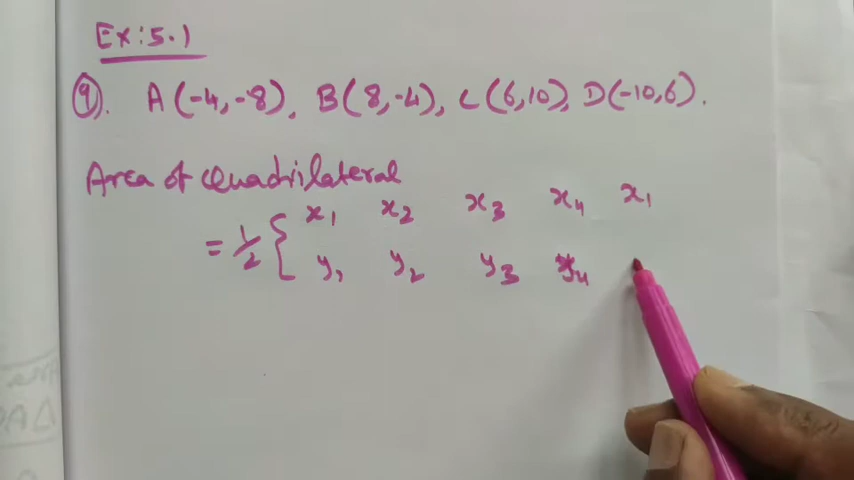 Ex:5.1
9). A(-4,-8), B(8,-4), C(6,10), D(-10,6).
Area of Quadrilateral
= 1/2 { x1 x2 x3 x4 x1
y1 y2 y3 y4